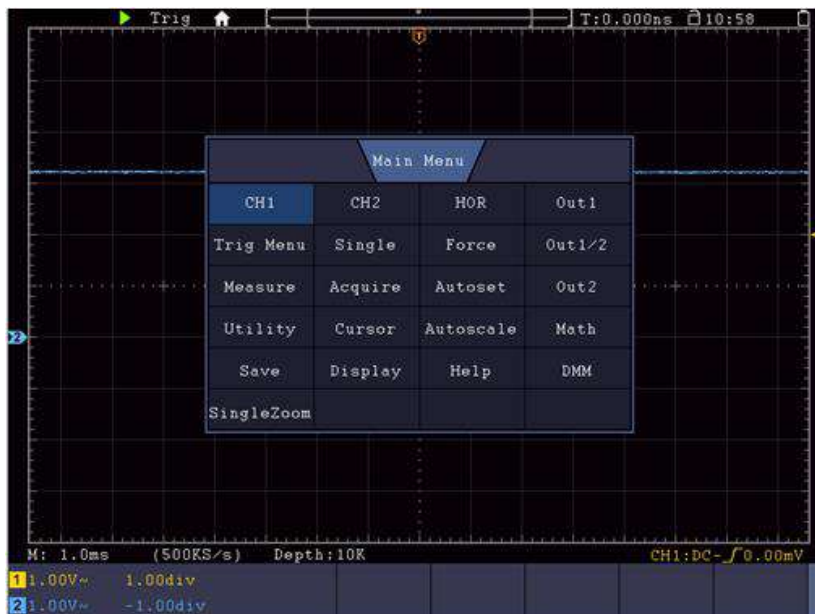 Trig T:0.000ns 10:58
T
Main Menu
CH1 CH2 HOR Out1
Trig Menu Single Force Out1/2
Measure Acquire Autoset Out2
Utility Cursor Autoscale Math
Save Display Help DMM
SingleZoom
2
M: 1.0ms (500KS/s) Depth:10K CH1:DC-∫0.00mV
1 1.00V~ 1.00div
2 1.00V~ -1.00div